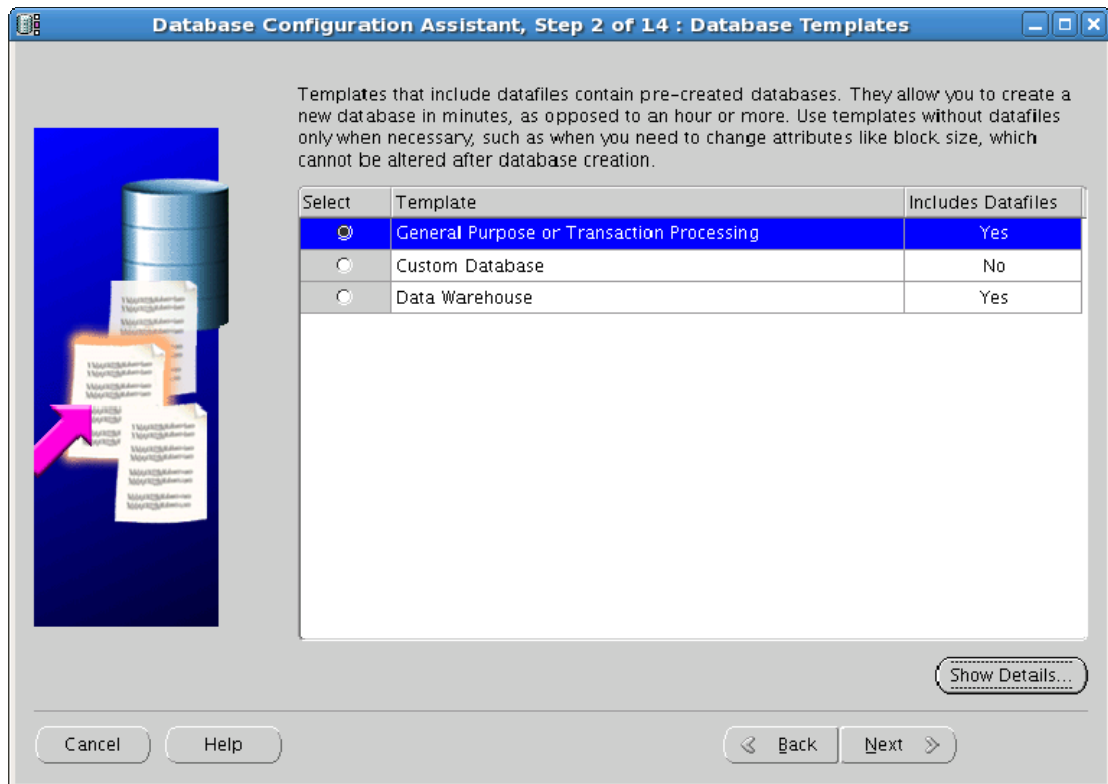 Database Configuration Assistant, Step 2 of 14 : Database Templates
Templates that include datafiles contain pre-created databases. They allow you to create a
new database in minutes, as opposed to an hour or more. Use templates without datafiles
only when necessary, such as when you need to change attributes like block size, which
cannot be altered after database creation.
Select Template Includes Datafiles
General Purpose or Transaction Processing Yes
Custom Database No
Data Warehouse Yes
Show Details...
Cancel Help Back Next